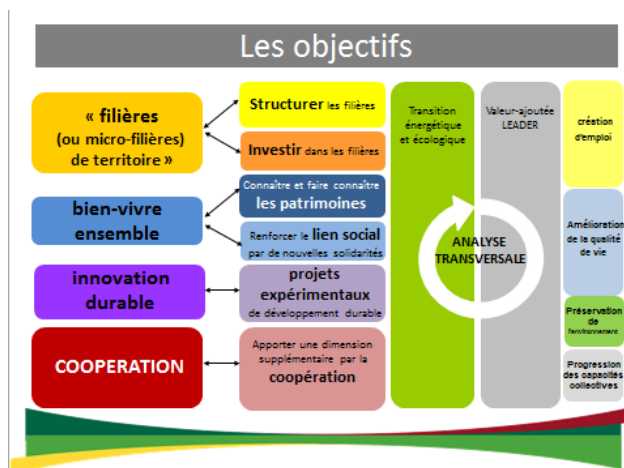 Les objectifs
« filières
(ou micro-filières)
de territoire »
Structurer les filières
Investir dans les filières
bien-vivre
ensemble
Connaître et faire connaître
les patrimoines
Renforcer le lien social
par de nouvelles solidarités
innovation
durable
projets
expérimentaux
de développement durable
COOPERATION
Apporter une dimension
supplémentaire par la
coopération
Transition
énergétique
et écologique
Valeur-ajoutée
LEADER
ANALYSE
TRANSVERSALE
création
d'emploi
Amélioration
de la qualité
de vie
Préservation
de
l'environnement
Progression
des capacités
collectives